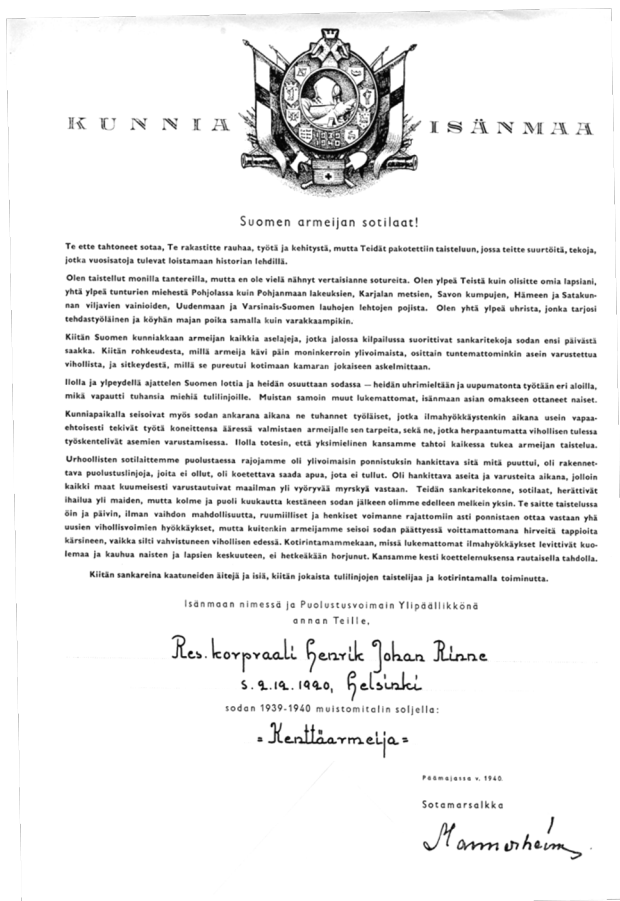 KUNNIA ISÄNMAA
1939
1940
Suomen armeijan sotilaat!
Te ette tahtoneet sotaa, Te rakastitte rauhaa, työtä ja kehitystä, mutta Teidät pakotettiin taisteluun, jossa teitte suurtöitä, tekoja,
jotka vuosisatoja tulevat loistamaan historian lehdillä.
Olen taistellut monilla tantereilla, mutta en ole vielä nähnyt vertaisianne sotureita. Olen ylpeä Teistä kuin olisitte omia lapsiani,
yhtä ylpeä tunturien miehestä Pohjolassa kuin Pohjanmaan lakeuksien, Karjalan metsien, Savon kumpujen, Hämeen ja Satakun-
nan viljavien vainioiden, Uudenmaan ja Varsinais-Suomen lauhojen lehtojen pojista. Olen yhtä ylpeä uhrista, jonka tarjosi
tehdastyöläinen ja köyhän majan poika samalla kuin varakkaampikin.
Kiitän Suomen kunniakkaan armeijan kaikkia aselajeja, jotka jalossa kilpailussa suorittivat sankaritekoja sodan ensi päivästä
saakka. Kiitän rohkeudesta, millä armeija kävi päin moninkerroin ylivoimaista, osittain tuntemattominkin asein varustettua
vihollista, ja sitkeydestä, millä se pureutui kotimaan kamaran jokaiseen askelmittaan.
Ilolla ja ylpeydellä ajattelen Suomen lottia ja heidän osuuttaan sodassa — heidän uhrimieltään ja uupumatonta työtään eri aloilla,
mikä vapautti tuhansia miehiä tulilinjoille. Muistan samoin muut lukemattomat, isänmaan asian omakseen ottaneet naiset.
Kunniapaikalla seisoivat myös sodan ankarana aikana ne tuhannet työläiset, jotka ilmahyökkäystenkin aikana usein vapaa-
ehtoisesti tekivät työtä koneittensa ääressä valmistaen armeijalle sen tarpeita, sekä ne, jotka herpaantumatta vihollisen tulessa
työskentelivät asemien varustamisessa. Ilolla totesin, että yksimielinen kansamme tahtoi kaikessa tukea armeijan taistelua.
Urhoollisten sotilaittemme puolustaessa rajojamme oli ylivoimaisin ponnistuksin hankittava sitä mitä puuttui, oli rakennet-
tava puolustuslinjoja, joita ei ollut, oli koetettava saada apua, jota ei tullut. Oli hankittava aseita ja varusteita aikana, jolloin
kaikki maat kuumeisesti varustautuivat maailman yli vyöryvää myrskyä vastaan. Teidän sankaritekonne, sotilaat, herättivät
ihailua yli maiden, mutta kolme ja puoli kuukautta kestäneen sodan jälkeen olimme edelleen melkein yksin. Te saitte taistelussa
öin ja päivin, ilman vaihdon mahdollisuutta, ruumiilliset ja henkiset voimanne rajattomiin asti ponnistaen ottaa vastaan yhä
uusien vihollisvoimien hyökkäykset, mutta kuitenkin armeijamme seisoi sodan päättyessä voittamattomana hirveitä tappioita
kärsineen, vaikka silti vahvistuneen vihollisen edessä. Kotirintamammekaan, missä lukemattomat ilmahyökkäykset levittivät kuo-
lemaa ja kauhua naisten ja lapsien keskuuteen, ei hetkeäkään horjunut. Kansamme kesti koettelemuksensa rautaisella tahdolla.
Kiitän sankareina kaatuneiden äitejä ja isiä, kiitän jokaista tulilinjojen taistelijaa ja kotirintamalla toiminutta.
Isänmaan nimessä ja Puolustusvoimain Ylipäällikkönä
annan Teille,
Res. korpraali Henrik Johan Rinne
s. 2.12. 1920, Helsinki
sodan 1939-1940 muistomitalin soljella:
= Kenttäarmeija =
Päämajassa v. 1940.
Sotamarsalkka
Mannerheim